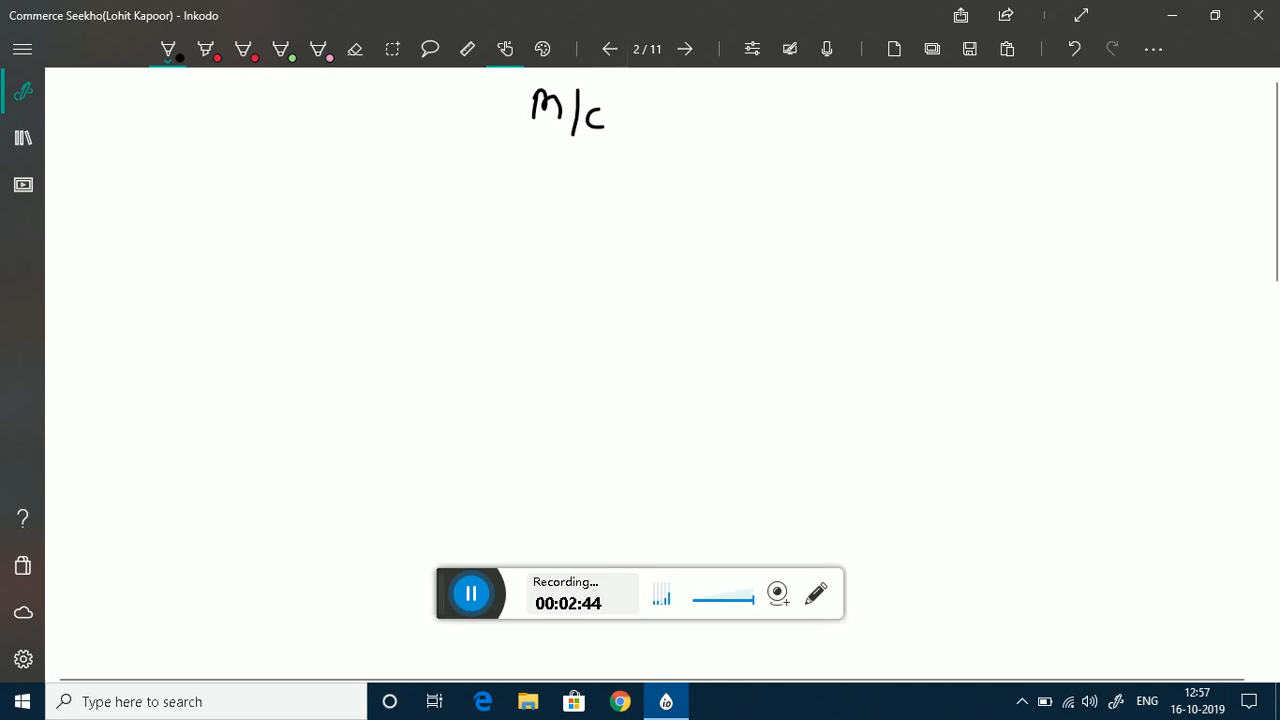 Commerce Seekho(Lohit Kapoor) - Inkodo
2 / 11
M/C
Recording...
00:02:44
Type here to search
io
ENG
12:57
16-10-2019